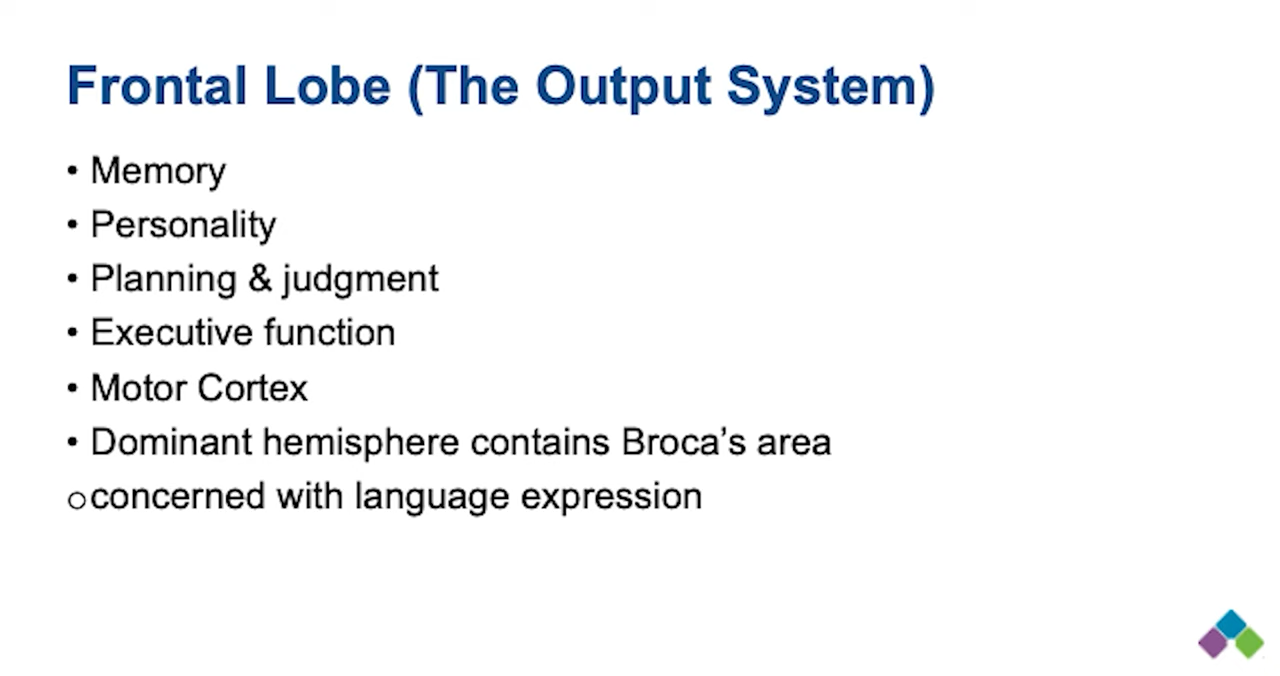 Frontal Lobe (The Output System)
• Memory
• Personality
• Planning & judgment
• Executive function
• Motor Cortex
• Dominant hemisphere contains Broca’s area
○concerned with language expression